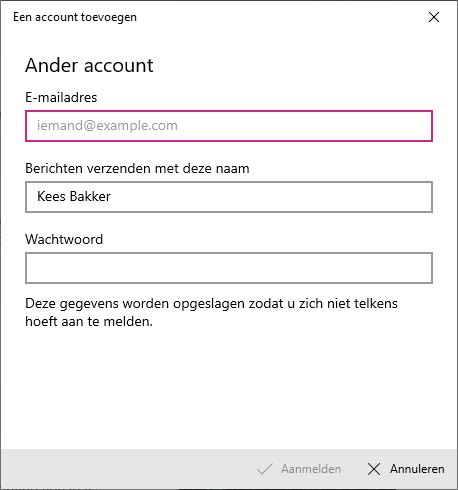 Een account toevoegen
Ander account
E-mailadres
iemand@example.com
Berichten verzenden met deze naam
Kees Bakker
Wachtwoord
Deze gegevens worden opgeslagen zodat u zich niet telkens
hoeft aan te melden.
Aanmelden
Annuleren